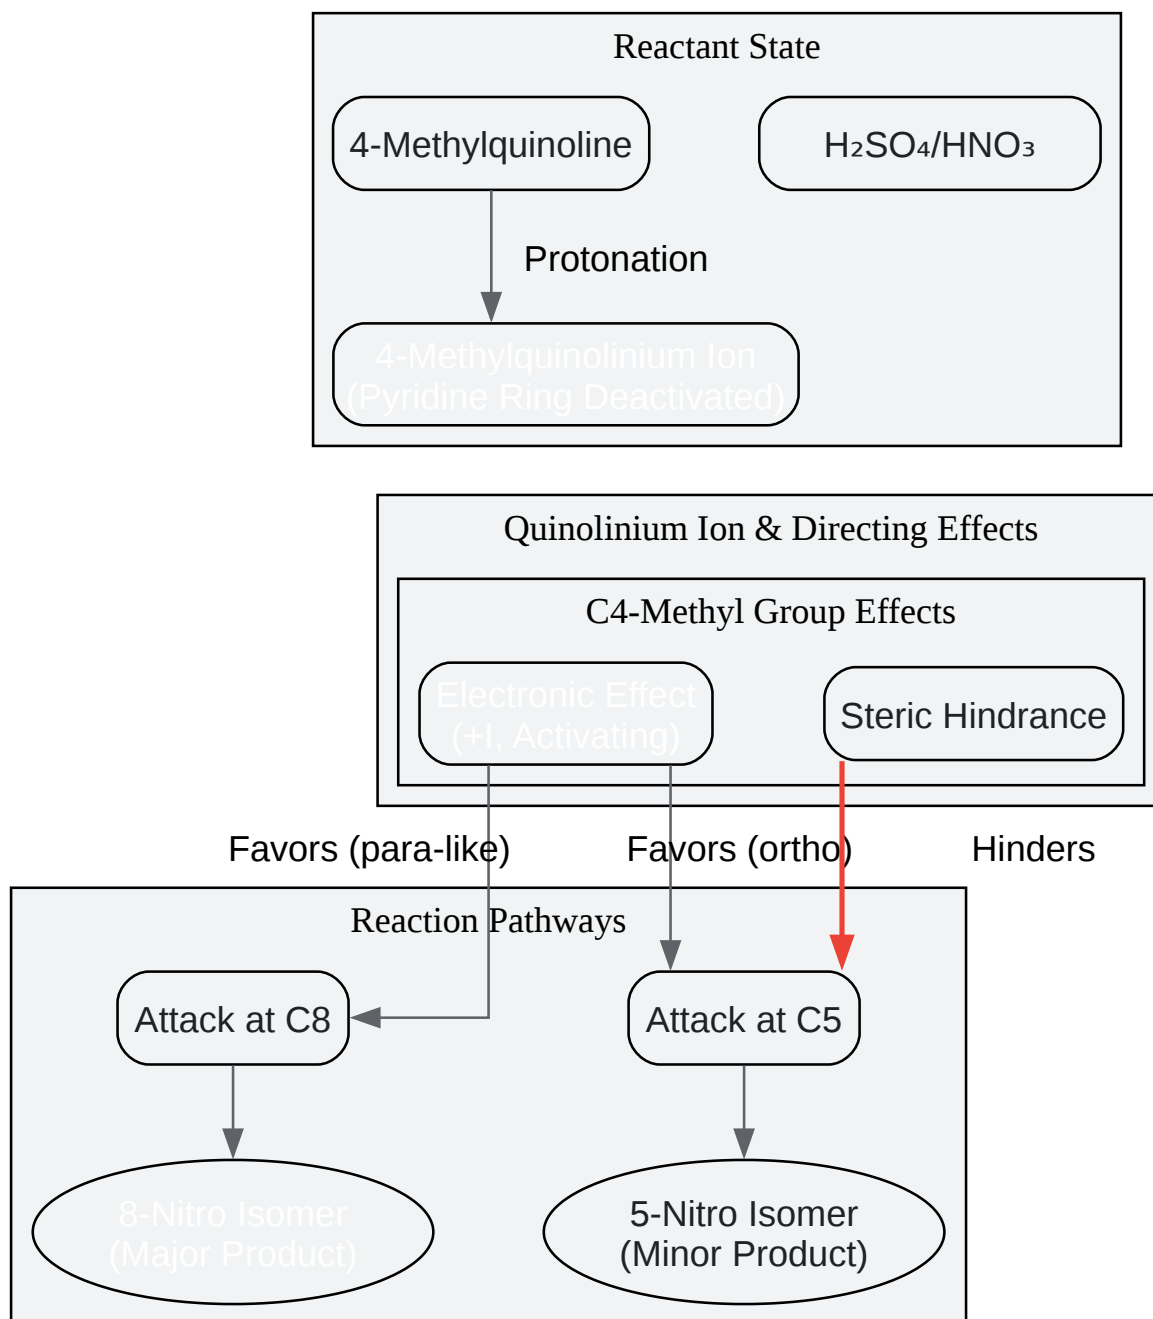 Reactant State
4-Methylquinoline
H₂SO₄/HNO₃
Protonation
4-Methylquinolinium Ion
(Pyridine Ring Deactivated)
Quinolinium Ion & Directing Effects
C4-Methyl Group Effects
Electronic Effect
(+I, Activating)
Steric Hindrance
Favors (para-like)
Favors (ortho)
Hinders
Reaction Pathways
Attack at C8
Attack at C5
8-Nitro Isomer
(Major Product)
5-Nitro Isomer
(Minor Product)